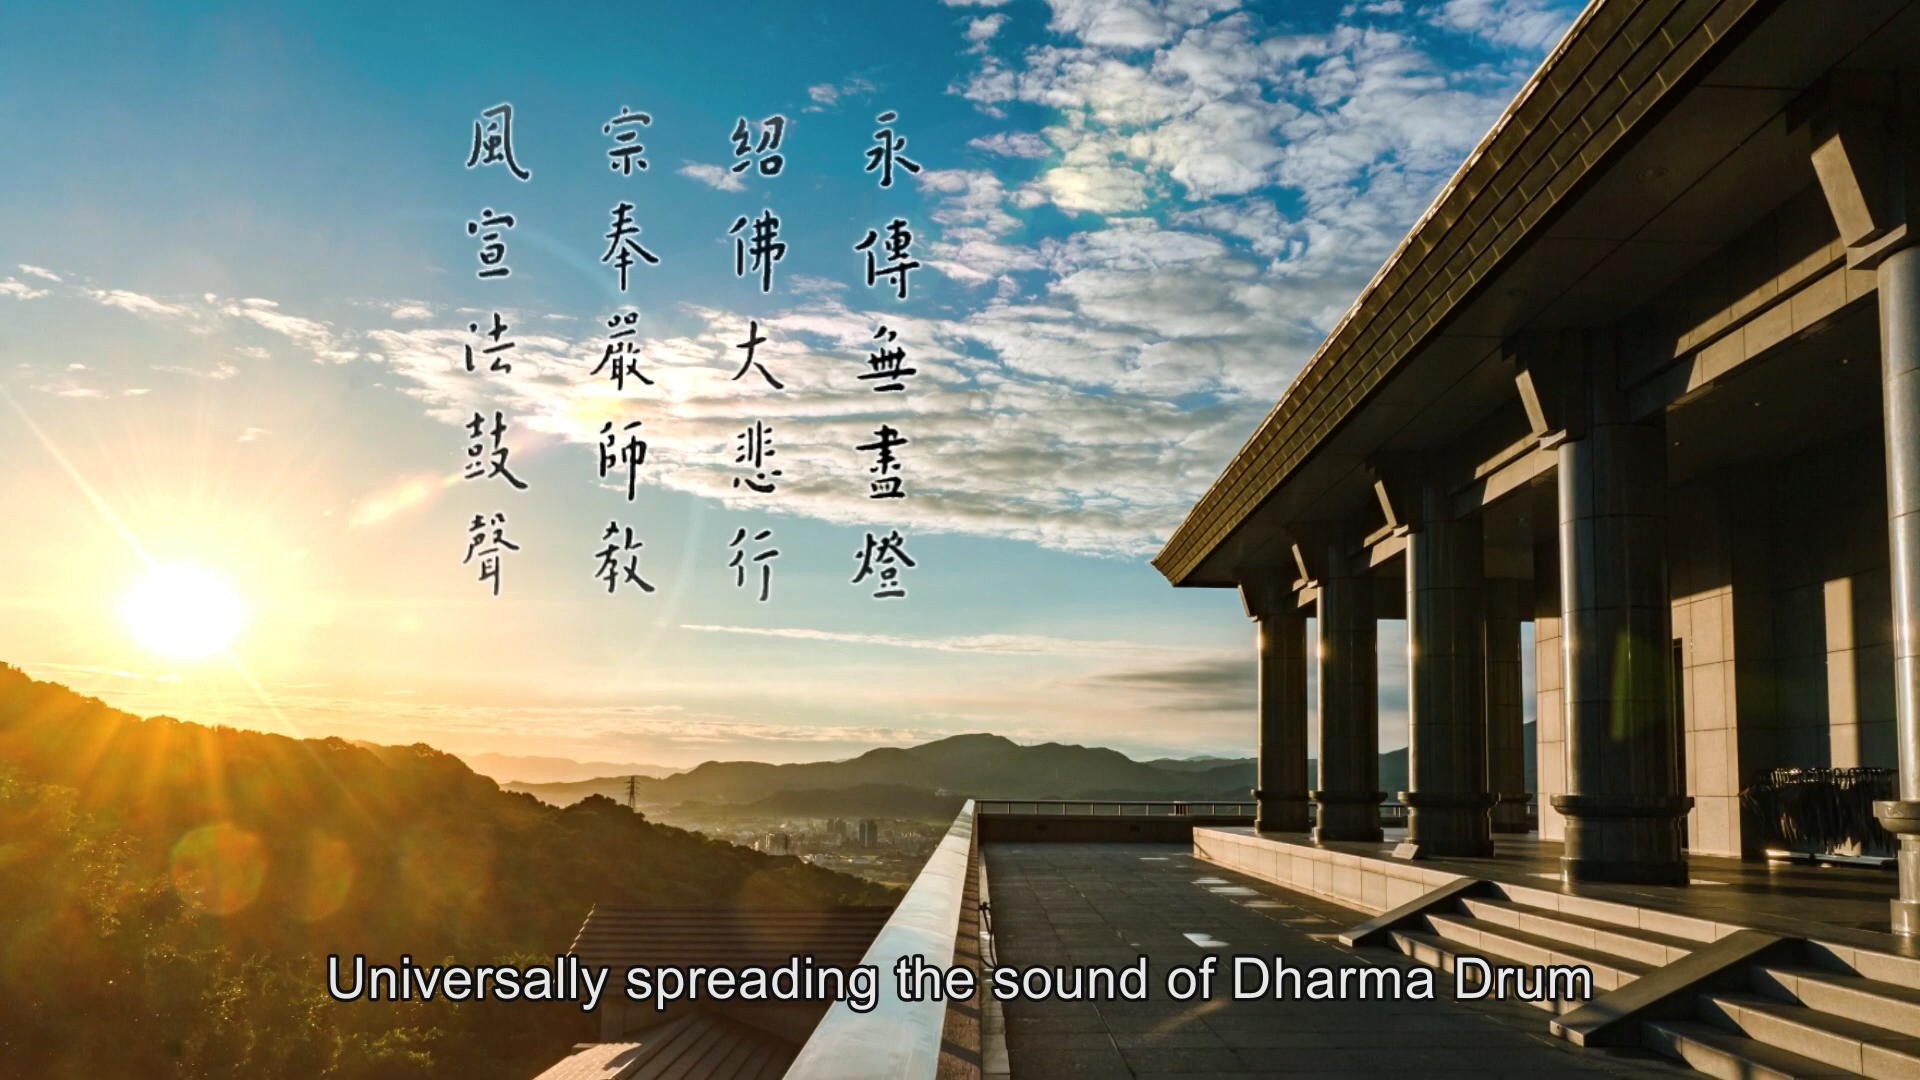 永傳無盡燈
紹佛大悲行
宗奉嚴師教
風宣法鼓聲
Universally spreading the sound of Dharma Drum